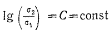 lg (σ₂/σ₁) = C = const